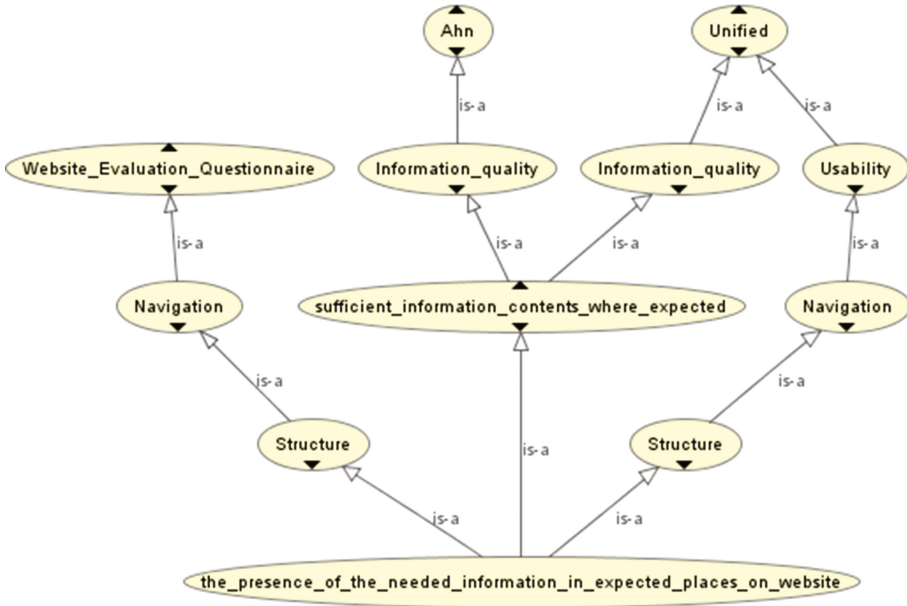 Ahn
Unified
is-a
is-a
is-a
Website_Evaluation_Questionnaire
Information_quality
Information_quality
Usability
is-a
is-a
is-a
is-a
Navigation
sufficient_information_contents_where_expected
Navigation
is-a
is-a
Structure
Structure
is-a
is-a
is-a
the_presence_of_the_needed_information_in_expected_places_on_website